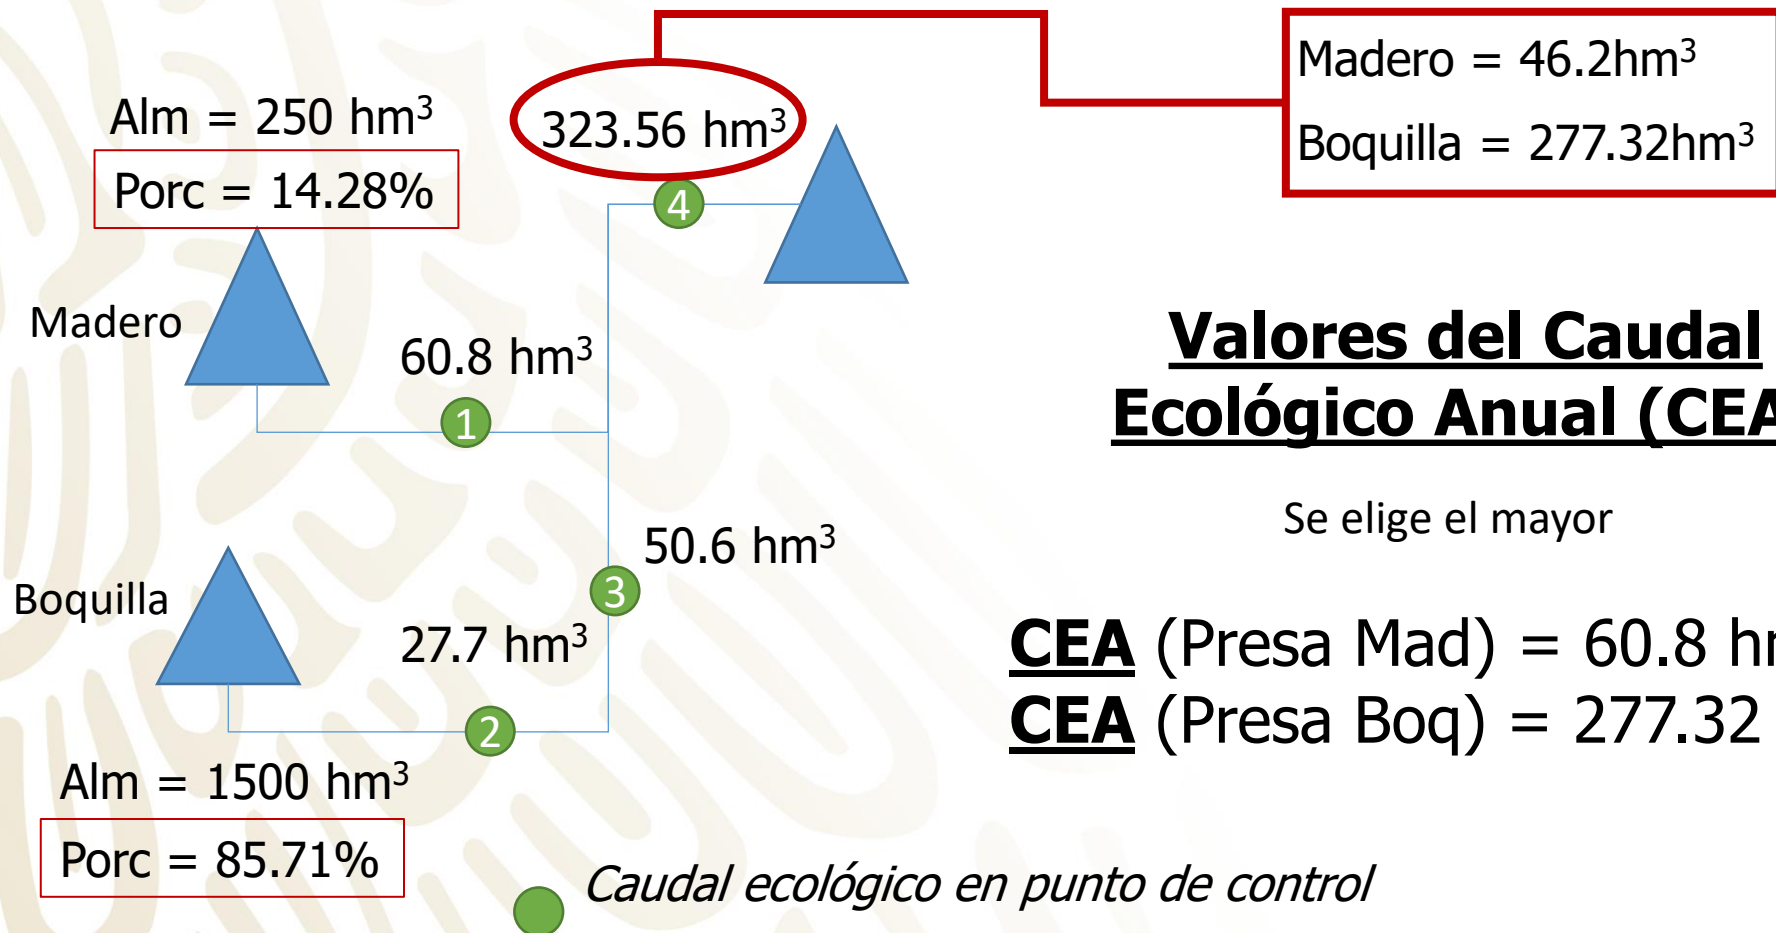 Madero = 46.2hm³
Boquilla = 277.32hm³
Alm = 250 hm³
Porc = 14.28%
323.56 hm³
4
Madero
60.8 hm³
1
Valores del Caudal
Ecológico Anual (CEA
Se elige el mayor
50.6 hm³
3
Boquilla
27.7 hm³
2
CEA (Presa Mad) = 60.8 hm
CEA (Presa Boq) = 277.32
Alm = 1500 hm³
Porc = 85.71%
Caudal ecológico en punto de control